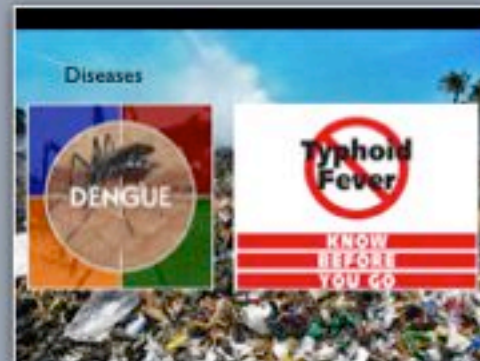 Diseases
DENGUE
Typhoid
Fever
KNOW
BEFORE
YOU GO